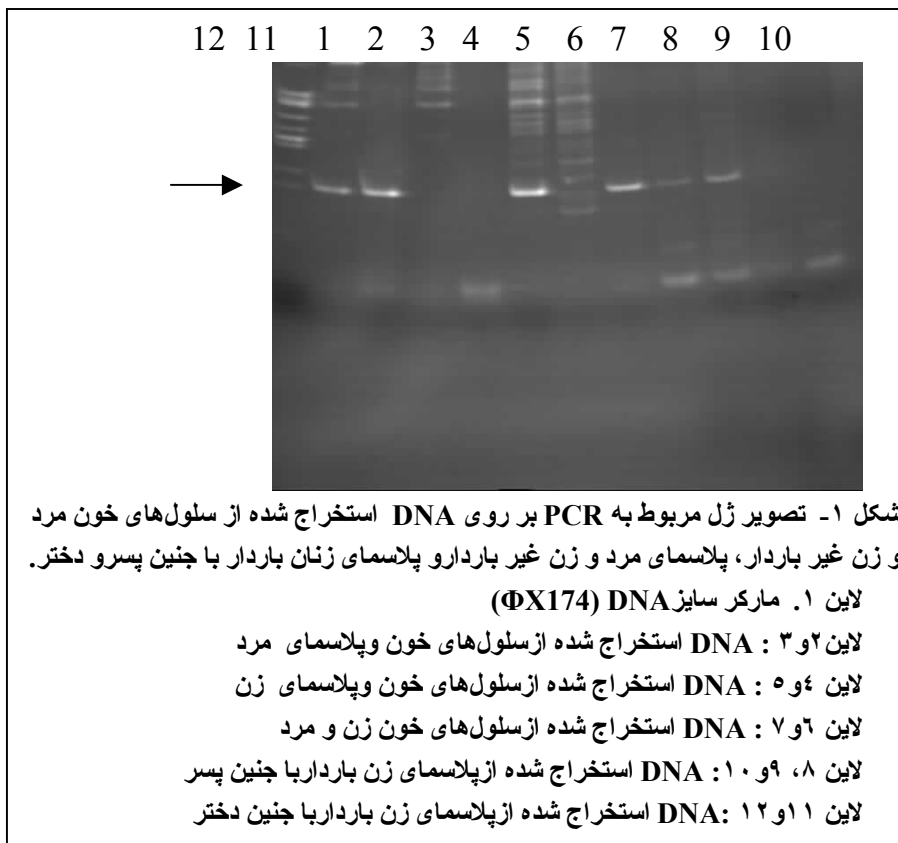 12 11 1 2 3 4 5 6 7 8 9 10
شكل ۱- تصویر ژل مربوط به PCR بر روی DNA استخراج شده از سلول‌های خون مرد
و زن غیر باردار، پلاسمای مرد و زن غیر باردارو پلاسمای زنان باردار با جنین پسرو دختر.
لاین ۱. مارکر سایزDNA (ΦX174)
لاین۲و۳ : DNA استخراج شده ازسلول‌های خون وپلاسمای مرد
لاین ٤و٥ : DNA استخراج شده ازسلول‌های خون وپلاسمای زن
لاین ٦و۷ : DNA استخراج شده ازسلول‌های خون زن و مرد
لاین ۸، ۹و۱۰: DNA استخراج شده ازپلاسمای زن بارداربا جنین پسر
لاین ۱۱و۱۲ :DNA استخراج شده ازپلاسمای زن بارداربا جنین دختر